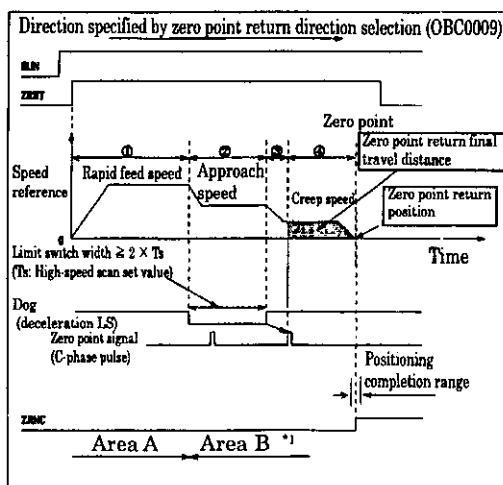 Direction specified by zero point return direction selection (OBC0009)
RUN
ZRNT
Zero point
① ② ③ ④
Zero point return final
travel distance
Speed
reference
Rapid feed speed
Approach
speed
Creep speed
Zero point return
position
0
Time
Limit switch width ≧ 2 × Ts
(Ts: High-speed scan set value)
Dog
(deceleration LS)
Zero point signal
(C-phase pulse)
Positioning
completion range
ZRNC
Area A
Area B *1